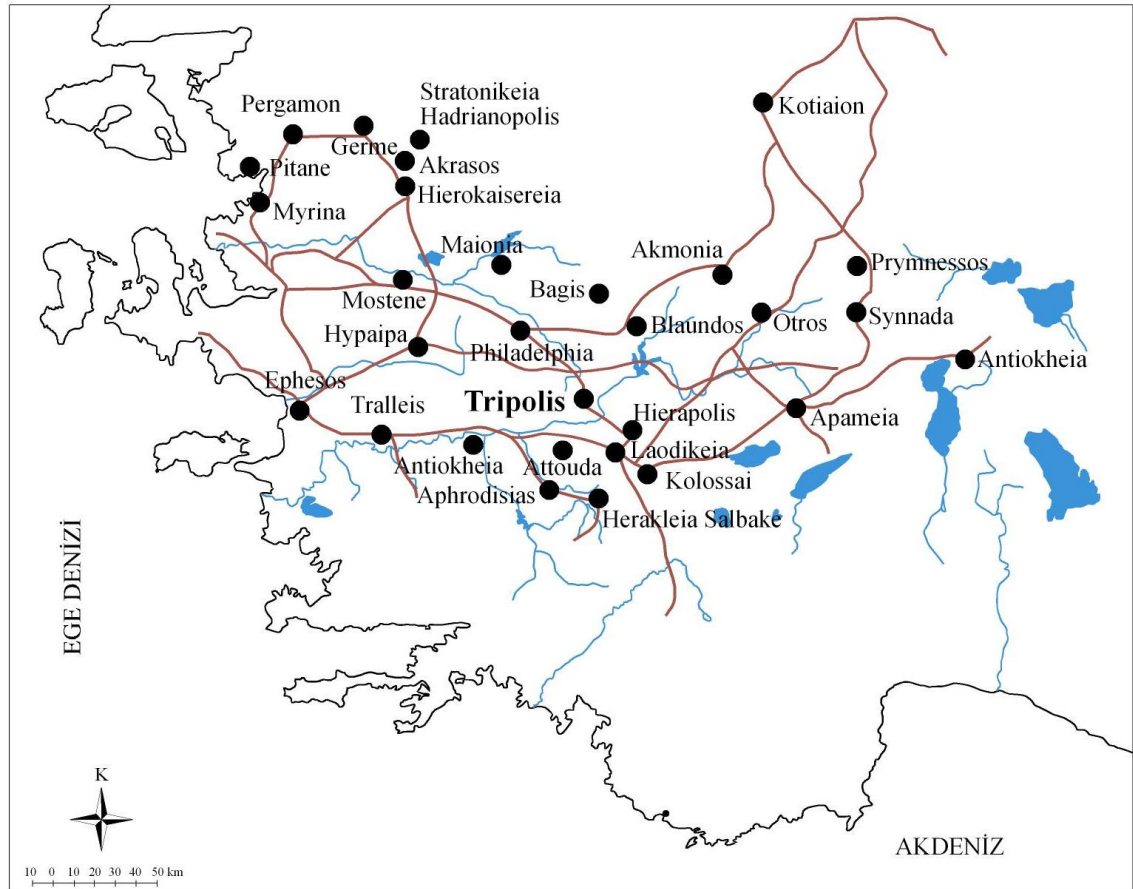 Stratonikeia
Hadrianopolis
Pergamon
Kotiaion
Germe
Akrasos
Pitane
Hierokaisereia
Myrina
Maionia
Akmonia
Prymnessos
Bagis
Mostene
Blaundos
Otros
Synnada
Hypaipa
Philadelphia
Antiokheia
Ephesos
Tralleis
Tripolis
Hierapolis
Apameia
Laodikeia
Antiokheia
Attouda
Kolossai
Aphrodisias
Herakleia Salbake
EGE DENİZİ
K
AKDENİZ
10 0 10 20 30 40 50 km